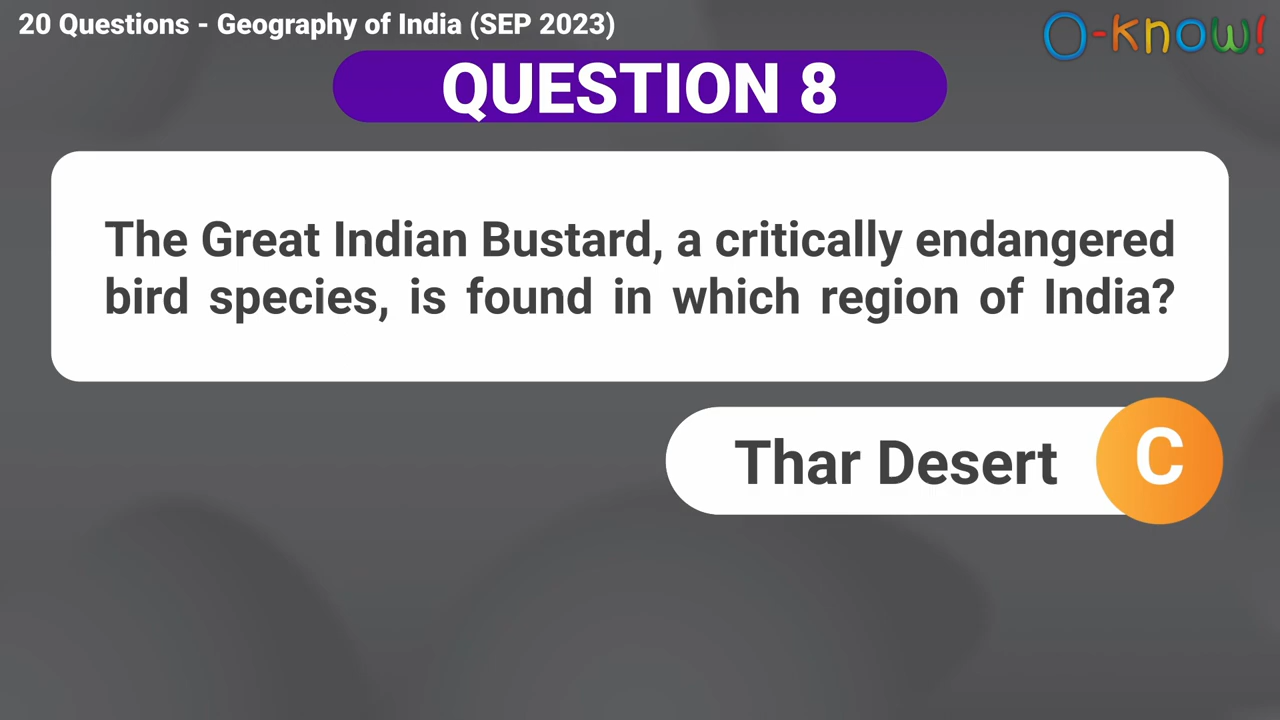 20 Questions - Geography of India (SEP 2023)
O-know!
QUESTION 8
The Great Indian Bustard, a critically endangered
bird species, is found in which region of India?
Thar Desert
C